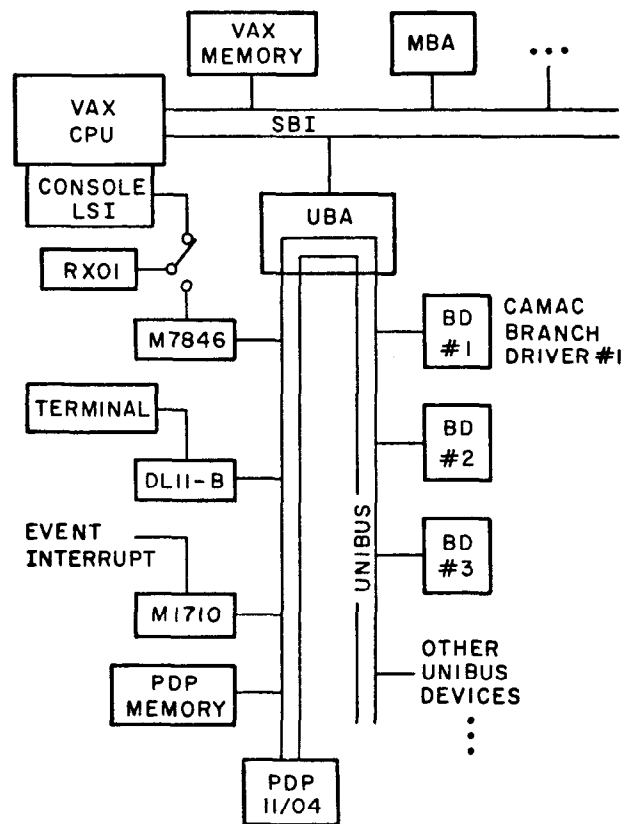 VAX
MEMORY
MBA
VAX
CPU
SBI
CONSOLE
LSI
UBA
RX01
M7846
BD
#1
CAMAC
BRANCH
DRIVER #1
TERMINAL
BD
#2
DL11-B
EVENT
INTERRUPT
UNIBUS
BD
#3
M1710
PDP
MEMORY
OTHER
UNIBUS
DEVICES
PDP
11/04